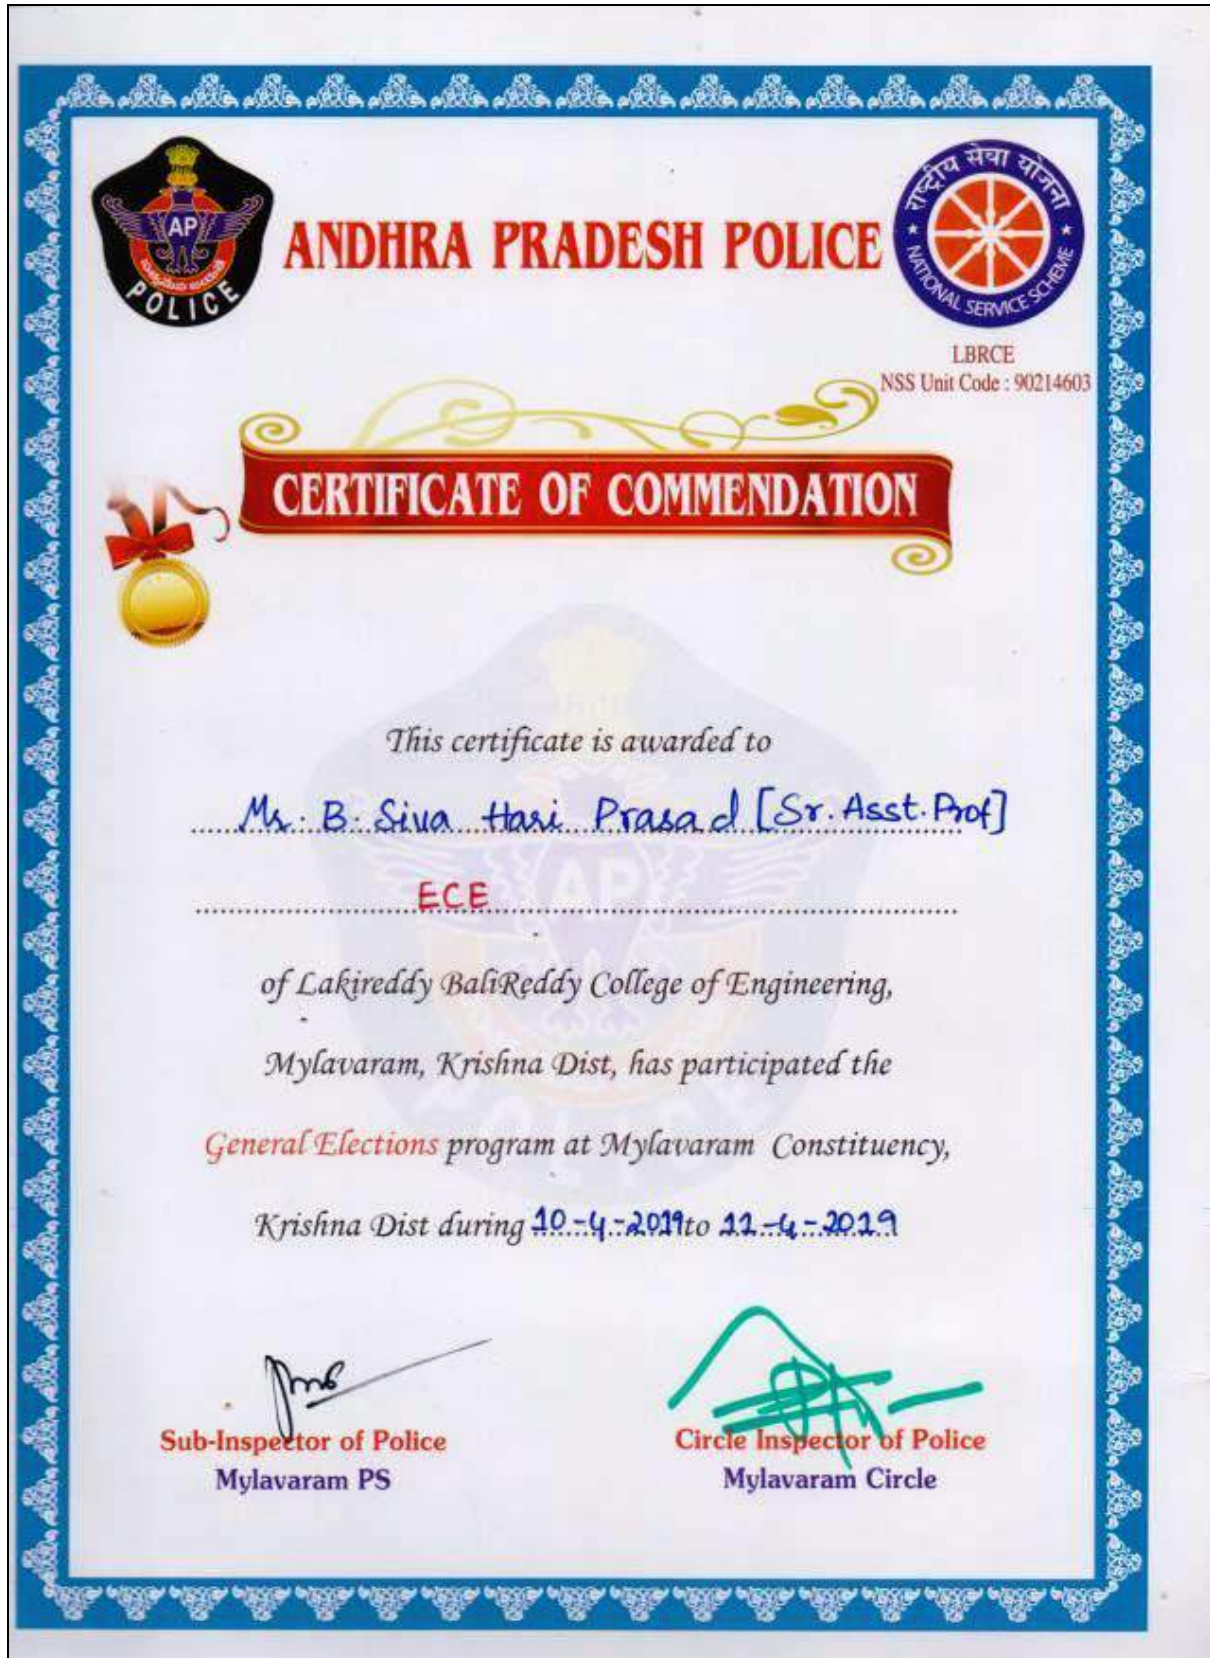 AP
POLICE
ANDHRA PRADESH POLICE
राष्ट्रीय सेवा योजना
NATIONAL SERVICE SCHEME
LBRCE
NSS Unit Code : 90214603
CERTIFICATE OF COMMENDATION
This certificate is awarded to
Mr. B. Siva Hari Prasad [Sr. Asst. Prof]
ECE
of Lakireddy BaliReddy College of Engineering,
Mylavaram, Krishna Dist, has participated the
General Elections program at Mylavaram Constituency,
Krishna Dist during 10-4-2019 to 11-4-2019
Sub-Inspector of Police
Mylavaram PS
Circle Inspector of Police
Mylavaram Circle